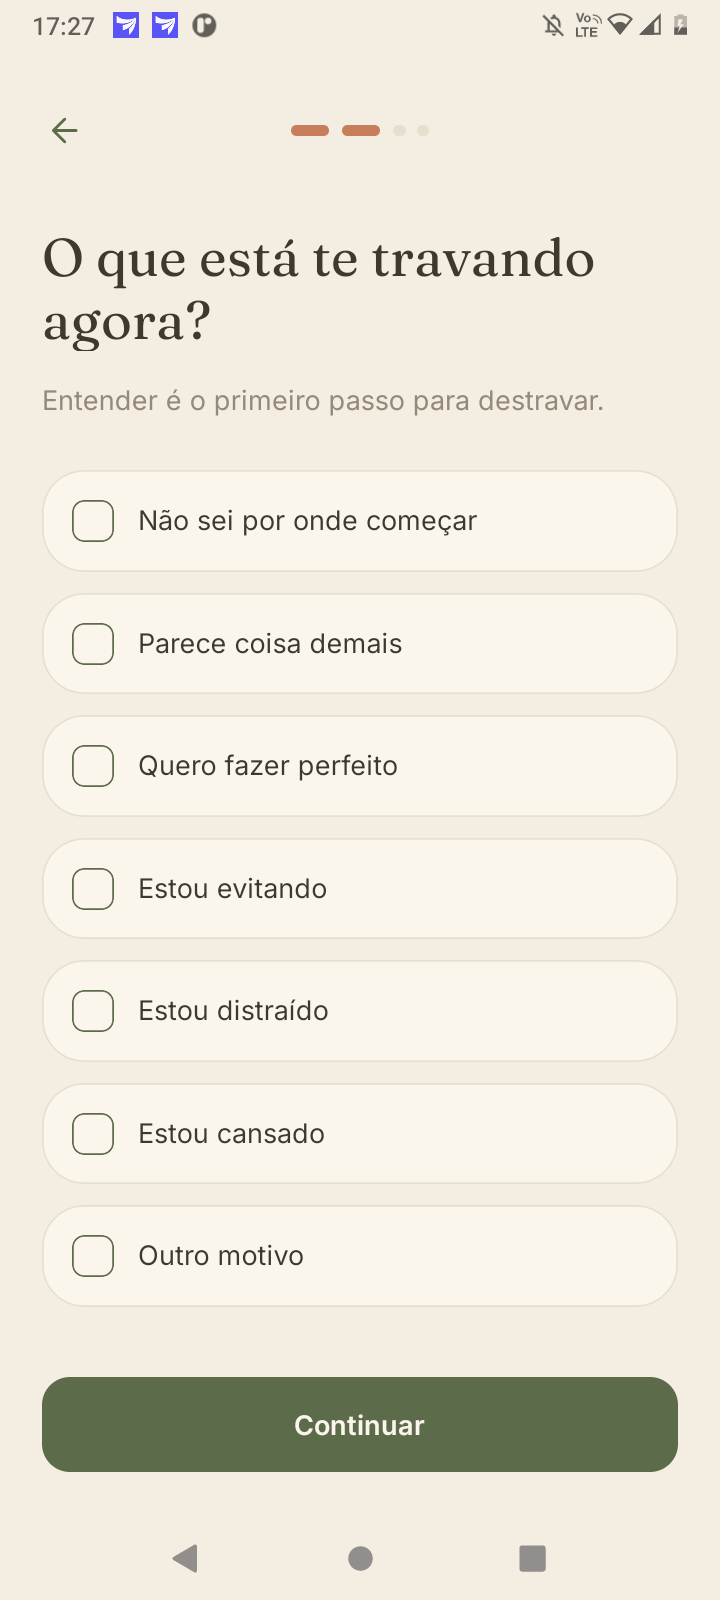 17:27
Vo
LTE
O que está te travando
agora?
Entender é o primeiro passo para destravar.
Não sei por onde começar
Parece coisa demais
Quero fazer perfeito
Estou evitando
Estou distraído
Estou cansado
Outro motivo
Continuar